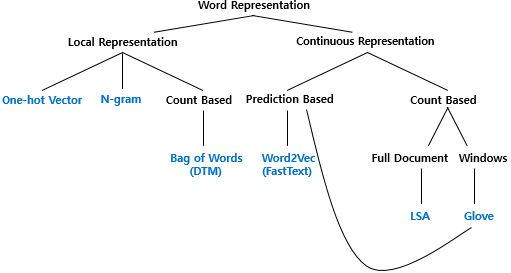 Word Representation
Local Representation
Continuous Representation
One-hot Vector
N-gram
Count Based
Prediction Based
Count Based
Bag of Words
(DTM)
Word2Vec
(FastText)
Full Document
Windows
LSA
Glove